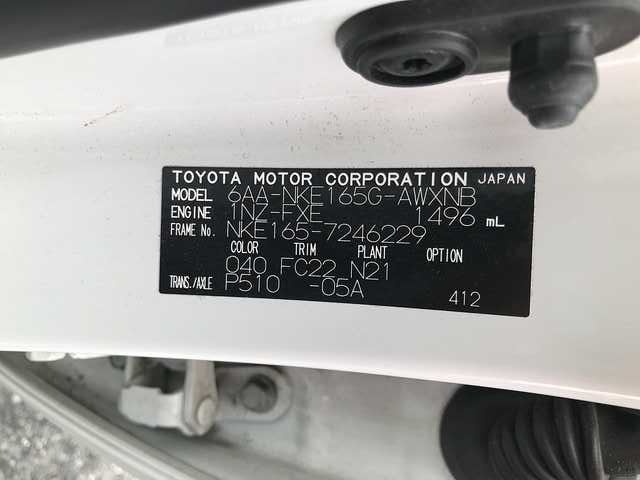 TOYOTA MOTOR CORPORATION JAPAN
MODEL 6AA-NKE165G-AWXNB
ENGINE 1NZ-FXE 1496 mL
FRAME No. NKE165-7246229
COLOR TRIM PLANT OPTION
040 FC22 N21
TRANS./AXLE P510 -05A
412